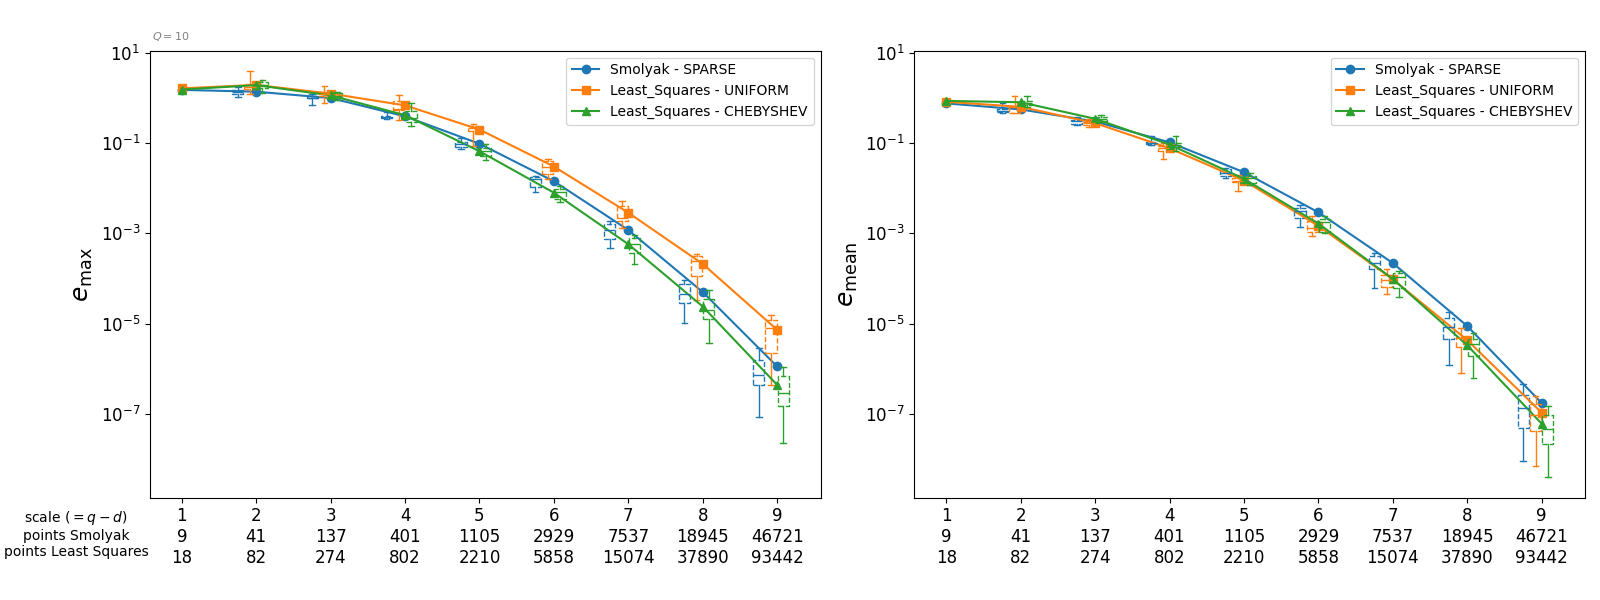 Q = 10
10^1
10^-1
10^-3
10^-5
10^-7
e_max
Smolyak - SPARSE
Least_Squares - UNIFORM
Least_Squares - CHEBYSHEV
scale (= q − d) 1 2 3 4 5 6 7 8 9
points Smolyak 9 41 137 401 1105 2929 7537 18945 46721
points Least Squares 18 82 274 802 2210 5858 15074 37890 93442
10^1
10^-1
10^-3
10^-5
10^-7
e_mean
Smolyak - SPARSE
Least_Squares - UNIFORM
Least_Squares - CHEBYSHEV
1 2 3 4 5 6 7 8 9
9 41 137 401 1105 2929 7537 18945 46721
18 82 274 802 2210 5858 15074 37890 93442